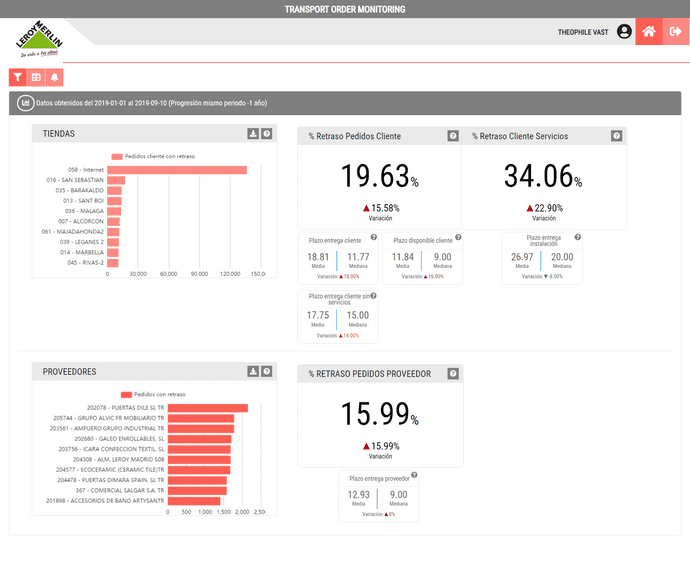 TRANSPORT ORDER MONITORING
LEROY MERLIN
Da vida a tus ideas
THEOPHILE VAST
Datos obtenidos del 2019-01-01 al 2019-09-10 (Progresión mismo periodo -1 año)
TIENDAS
Pedidos cliente con retraso
058 - Internet
016 - SAN SEBASTIAN
035 - BARAKALDO
013 - SANT BOI
036 - MALAGA
007 - ALCORCON
061 - MAJADAHONDA2
039 - LEGANES 2
014 - MARBELLA
045 - RIVAS-2
0 30,000 60,000 90,000 120,000 150,0
% Retraso Pedidos Cliente
19.63%
▲15.58%
Variación
% Retraso Cliente Servicios
34.06%
▲22.90%
Variación
Plazo entrega cliente
18.81 11.77
Media Mediana
Variación: ▲18.00%
Plazo disponible cliente
11.84 9.00
Media Mediana
Variación: ▲16.00%
Plazo entrega
instalación
26.97 20.00
Media Mediana
Variación: ▼-8.00%
Plazo entrega cliente sin
servicios
17.75 15.00
Media Mediana
Variación: ▲14.00%
PROVEEDORES
Pedidos con retraso
202078 - PUERTAS DILE SL TR
205744 - GRUPO ALVIC FR MOBILIARIO TR
203561 - AMPUERO GRUPO INDUSTRIAL TR
202680 - GALEO ENROLLABLES, SL
203756 - ICARA CONFECCION TEXTIL, SL
204308 - ALM. LEROY MADRID SOB
204577 - ECOCERAMIC (CERAMIC TILE)TR
204478 - PUERTAS DIMARA SPAIN, SL TR
367 - COMERCIAL SALGAR S.A. TR
201898 - ACCESORIOS DE BANO ARTYSANTR
0 500 1,000 1,500 2,000 2,50
% RETRASO PEDIDOS PROVEEDOR
15.99%
▲15.99%
Variación
Plazo entrega proveedor
12.93 9.00
Media Mediana
Variación: ▲0%